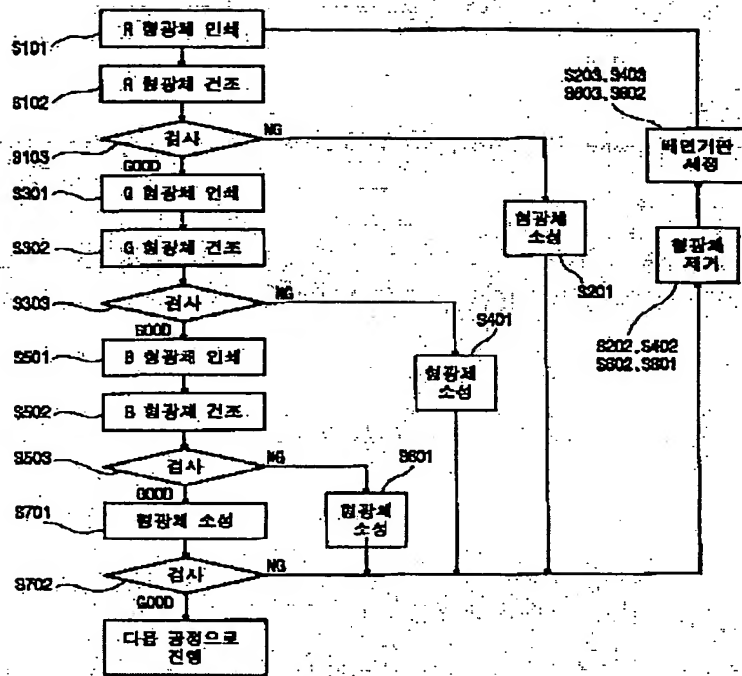 S101
R 형광체 인쇄
R 형광체 건조
S102
S203, S403
S603, S802
검사
NG
S103
GOOD
배면기판
세정
S301
G 형광체 인쇄
S302
G 형광체 건조
형광체
소성
S201
형광체
제거
S202, S402
S602, S801
S303
검사
NG
GOOD
S401
형광체
소성
S501
B 형광체 인쇄
S502
B 형광체 건조
S503
검사
NG
GOOD
S601
형광체
소성
S701
형광체 소성
S702
검사
NG
GOOD
다음 공정으로
진행